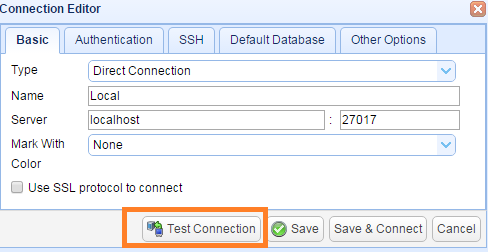 Connection Editor
Basic Authentication SSH Default Database Other Options
Type Direct Connection
Name Local
Server localhost : 27017
Mark With Color None
Use SSL protocol to connect
Test Connection Save Save & Connect Cancel